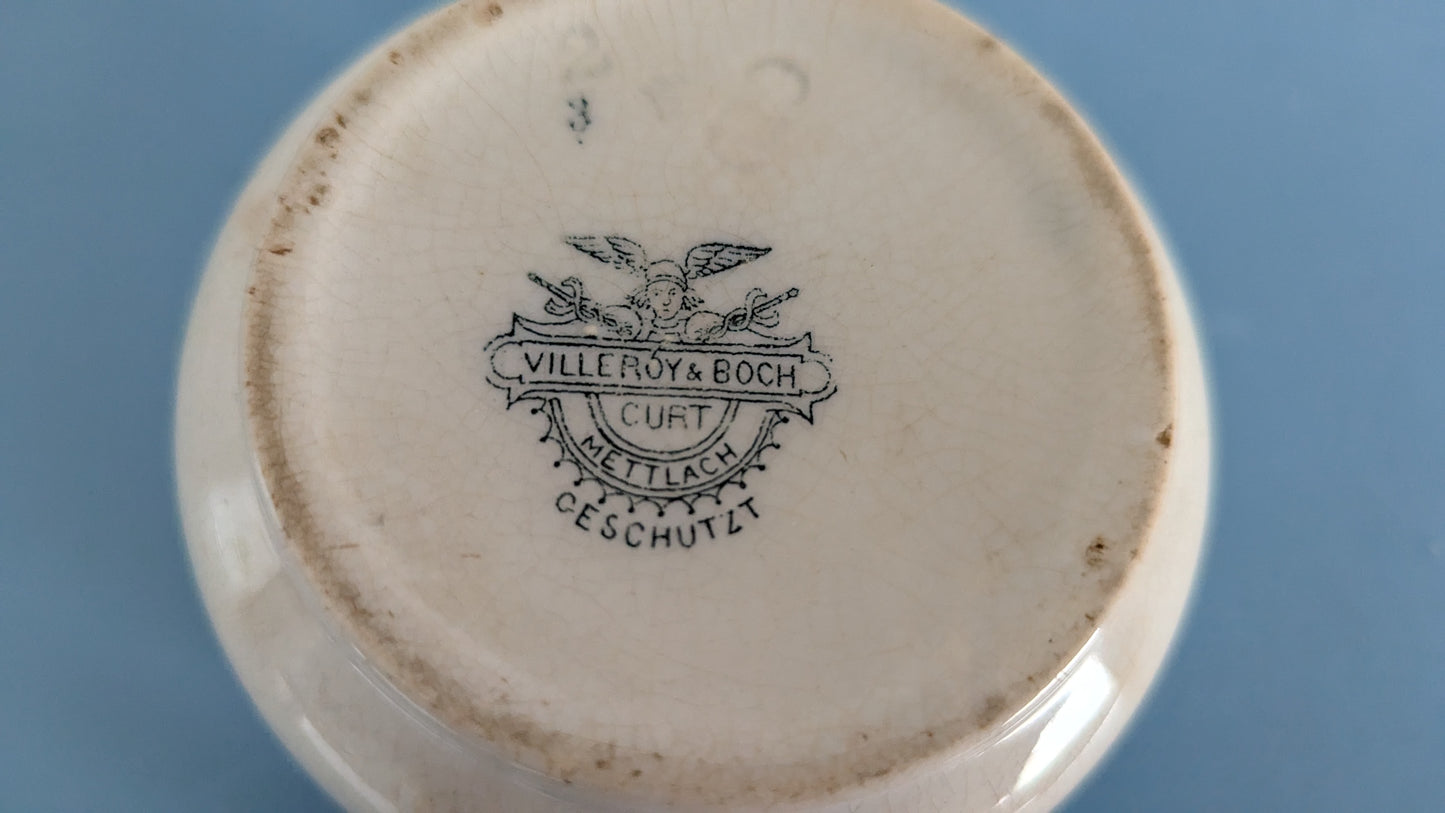 3
VILLEROY & BOCH
CURT
METTLACH
GESCHUTZT